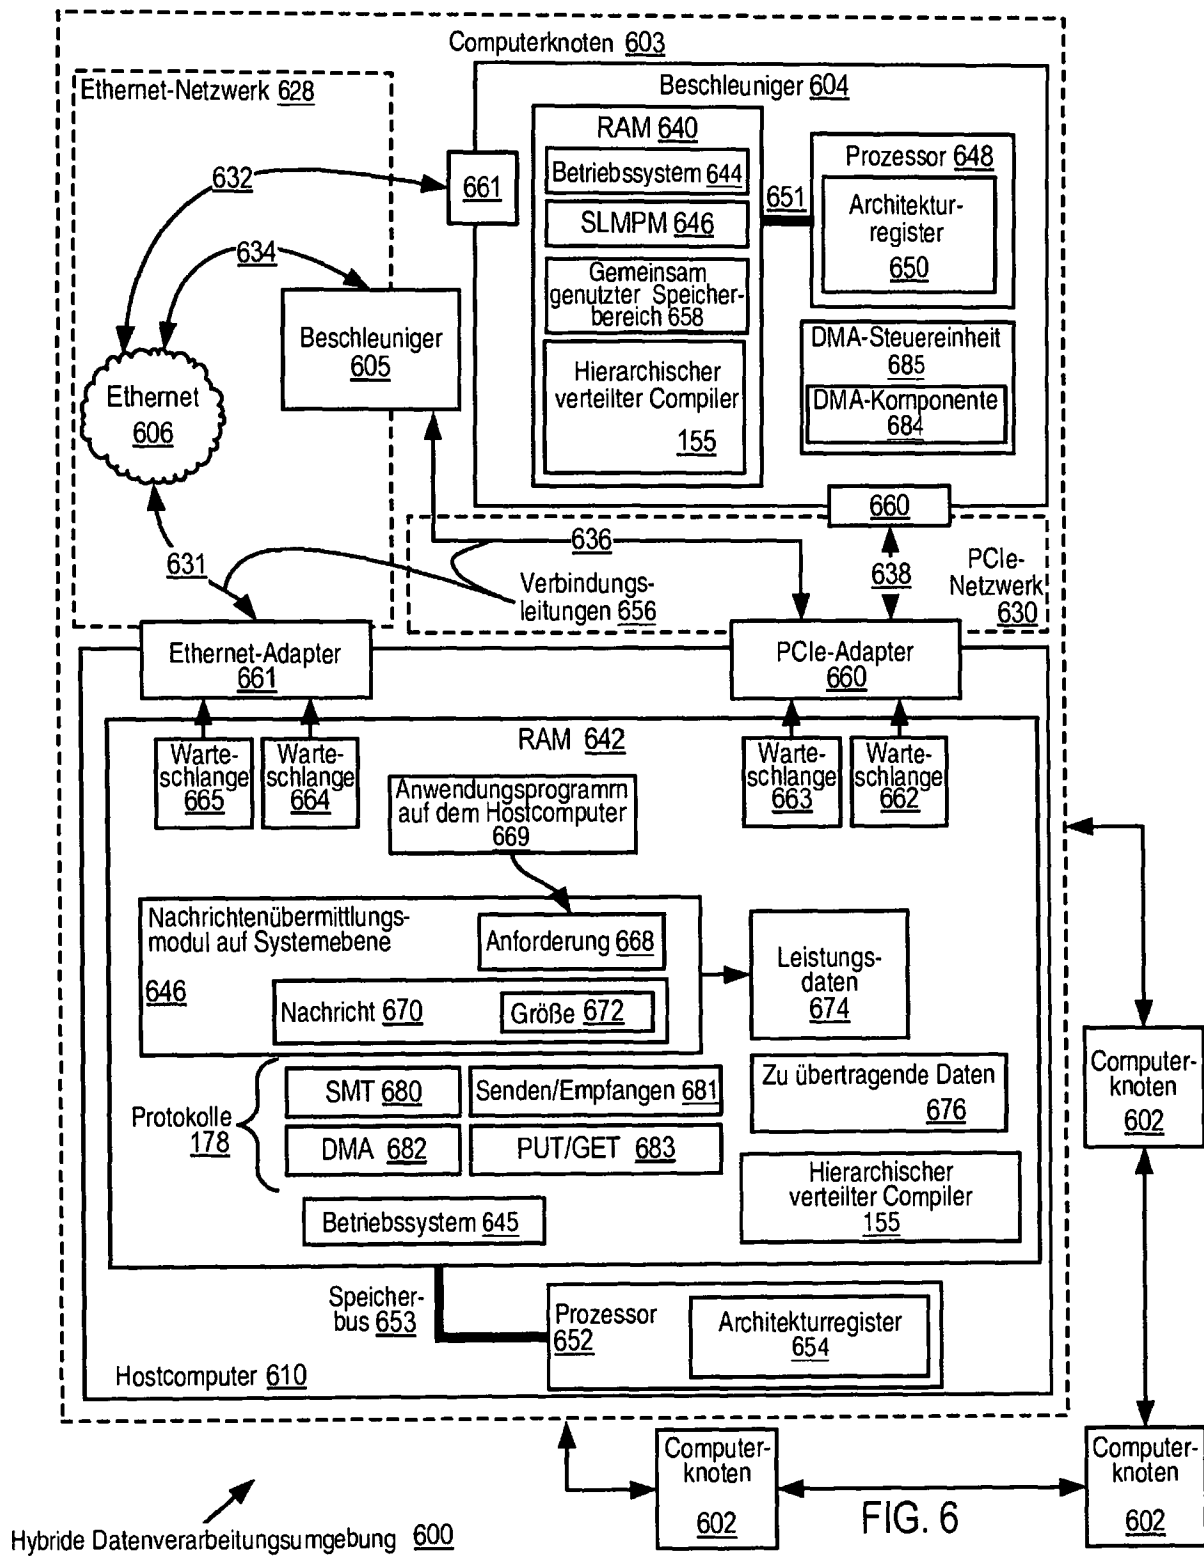 Computerknoten 603
Ethernet-Netzwerk 628
Beschleuniger 604
RAM 640
Betriebssystem 644
SLMPM 646
Gemeinsam
genutzter Speicher-
bereich 658
Hierarchischer
verteilter Compiler
155
651
Prozessor 648
Architektur-
register
650
DMA-Steuereinheit
685
DMA-Komponente
684
661
632
634
Beschleuniger
605
Ethernet
606
660
631
636
638
Verbindungs-
leitungen 656
PCIe-
Netzwerk
630
Ethernet-Adapter
661
PCIe-Adapter
660
RAM 642
Warte-
schlange
665
Warte-
schlange
664
Warte-
schlange
663
Warte-
schlange
662
Anwendungsprogramm
auf dem Hostcomputer
669
Nachrichtenübermittlungs-
modul auf Systemebene
646
Anforderung 668
Nachricht 670
Größe 672
Leistungs-
daten
674
Protokolle
178
SMT 680
Senden/Empfangen 681
DMA 682
PUT/GET 683
Zu übertragende Daten
676
Hierarchischer
verteilter Compiler
155
Betriebssystem 645
Speicher-
bus 653
Prozessor
652
Architekturregister
654
Hostcomputer 610
Computer-
knoten
602
Computer-
knoten
602
Computer-
knoten
602
FIG. 6
Hybride Datenverarbeitungsumgebung 600